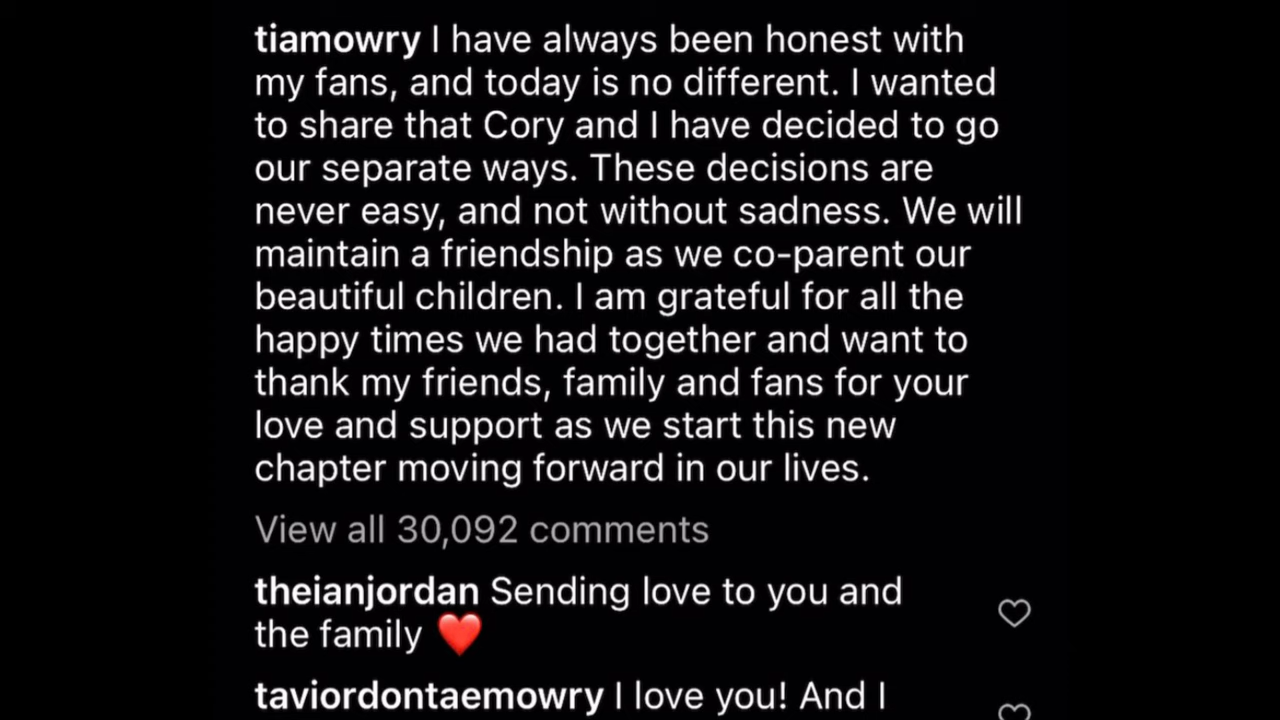 tiamowry I have always been honest with
my fans, and today is no different. I wanted
to share that Cory and I have decided to go
our separate ways. These decisions are
never easy, and not without sadness. We will
maintain a friendship as we co-parent our
beautiful children. I am grateful for all the
happy times we had together and want to
thank my friends, family and fans for your
love and support as we start this new
chapter moving forward in our lives.
View all 30,092 comments
theianjordan Sending love to you and
the family ❤️
taviordontaemowry I love you! And I